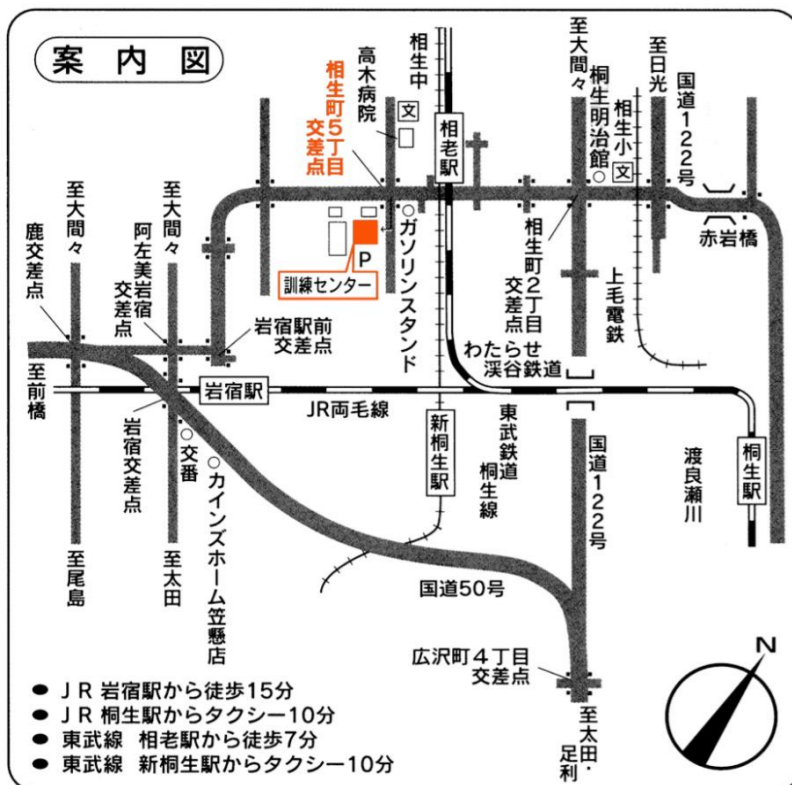 案内図
至大間々
鹿交差点
至大間々
阿左美岩宿
交差点
相生町5丁目
交差点
高木病院
相生中
文
相老駅
至大間々
桐生明治館
相生小
文
至日光
国道122号
赤岩橋
P
訓練センター
ガソリンスタンド
相生町2丁目
交差点
上毛電鉄
岩宿駅前
交差点
わたらせ
渓谷鉄道
至前橋
岩宿駅
JR両毛線
岩宿交差点
交番
カインズホーム笠懸店
新桐生駅
東武鉄道
桐生線
国道122号
渡良瀬川
桐生駅
至尾島
至太田
国道50号
広沢町4丁目
交差点
至太田・
足利
N
● JR 岩宿駅から徒歩15分
● JR 桐生駅からタクシー10分
● 東武線 相老駅から徒歩7分
● 東武線 新桐生駅からタクシー10分